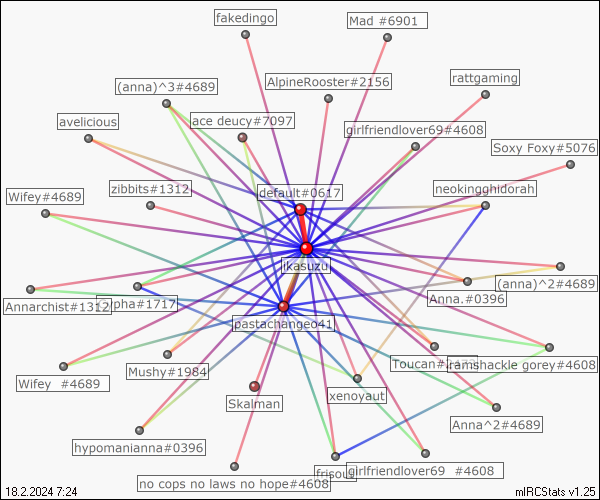 fakedingo
Mad #6901
rattgaming
(anna)^3#4689
AlpineRooster#2156
avelicious
ace deucy#7097
girlfriendlover69#4608
Soxy Foxy#5076
Wifey#4689
zibbits#1312
default#0617
neokingghidorah
ikasuzu
Annarchist#1312
#1717
Anna.#0396
(anna)^2#4689
pastachangeo41
Mushy#1984
ramshackle gorey#4608
Wifey #4689
Skalman
xenoyaut
Anna^2#4689
hypomanianna#0396
no cops no laws no hope#4608
girlfriendlover69 #4608
18.2.2024 7:24
mIRCStats v1.25